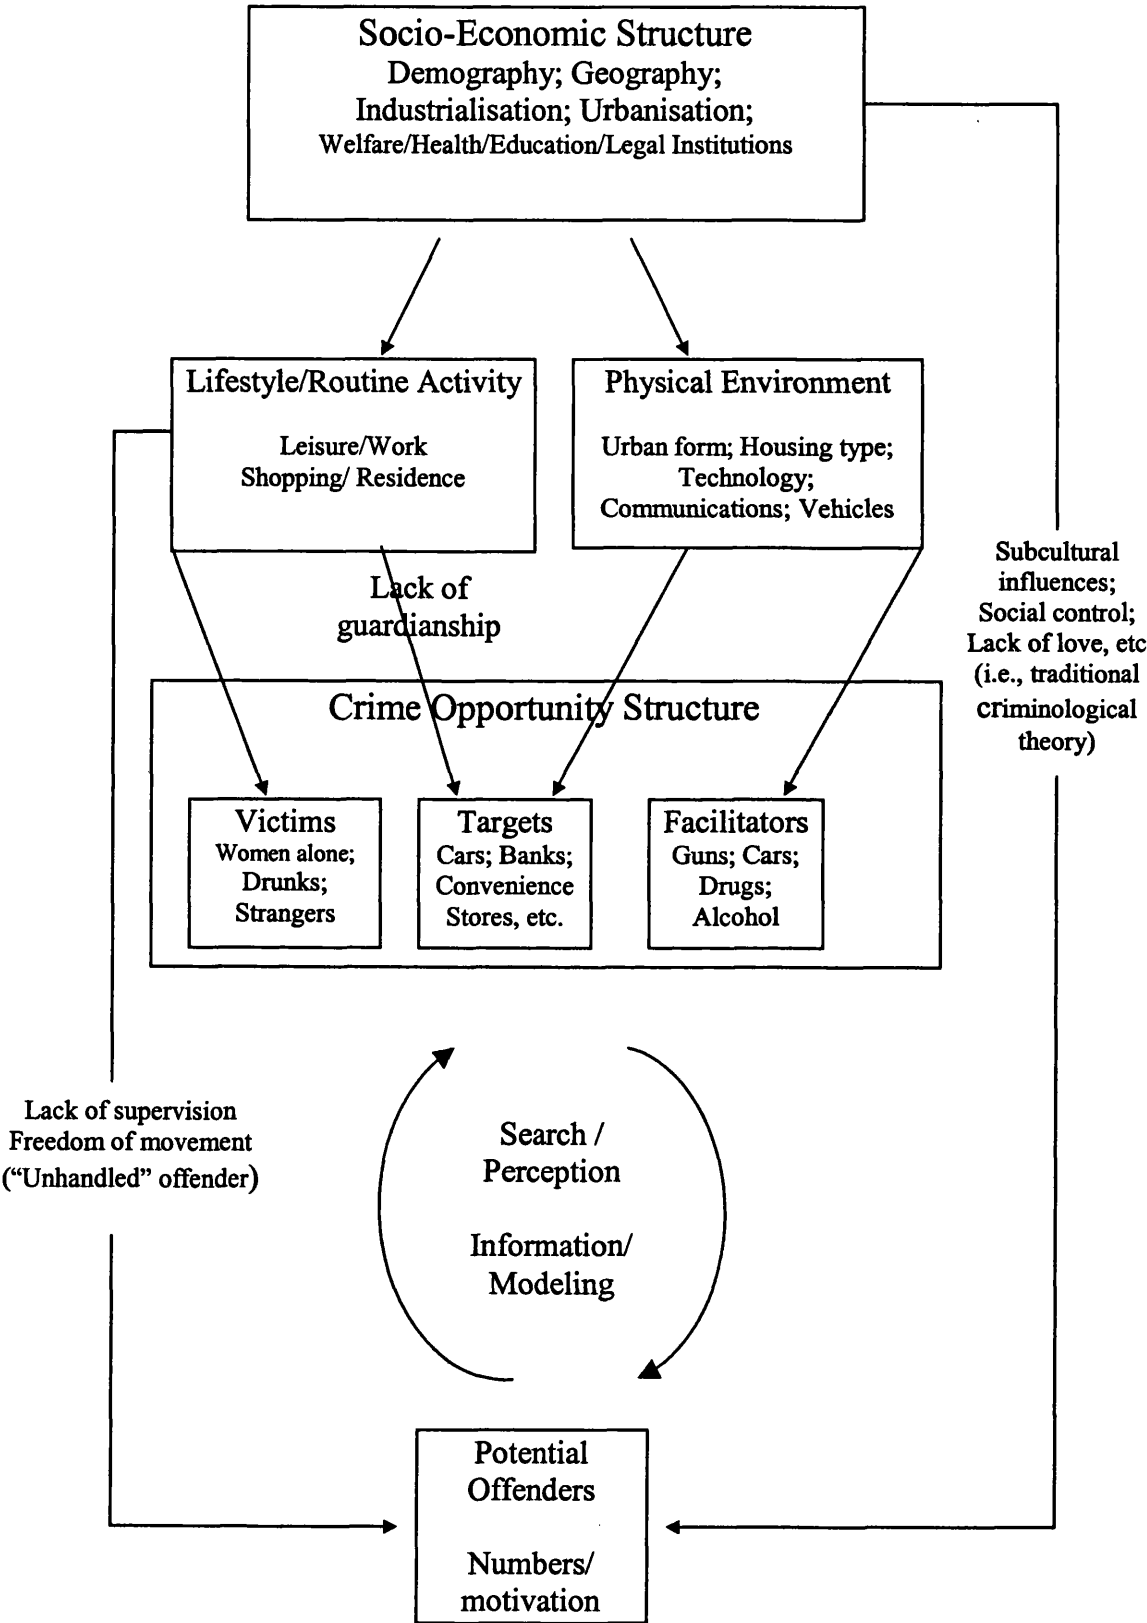 Socio-Economic Structure
Demography; Geography;
Industrialisation; Urbanisation;
Welfare/Health/Education/Legal Institutions
Lifestyle/Routine Activity
Leisure/Work
Shopping/ Residence
Physical Environment
Urban form; Housing type;
Technology;
Communications; Vehicles
Lack of
guardianship
Subcultural
influences;
Social control;
Lack of love, etc
(i.e., traditional
criminological
theory)
Crime Opportunity Structure
Victims
Women alone;
Drunks;
Strangers
Targets
Cars; Banks;
Convenience
Stores, etc.
Facilitators
Guns; Cars;
Drugs;
Alcohol
Lack of supervision
Freedom of movement
(“Unhandled” offender)
Search /
Perception
Information/
Modeling
Potential
Offenders
Numbers/
motivation